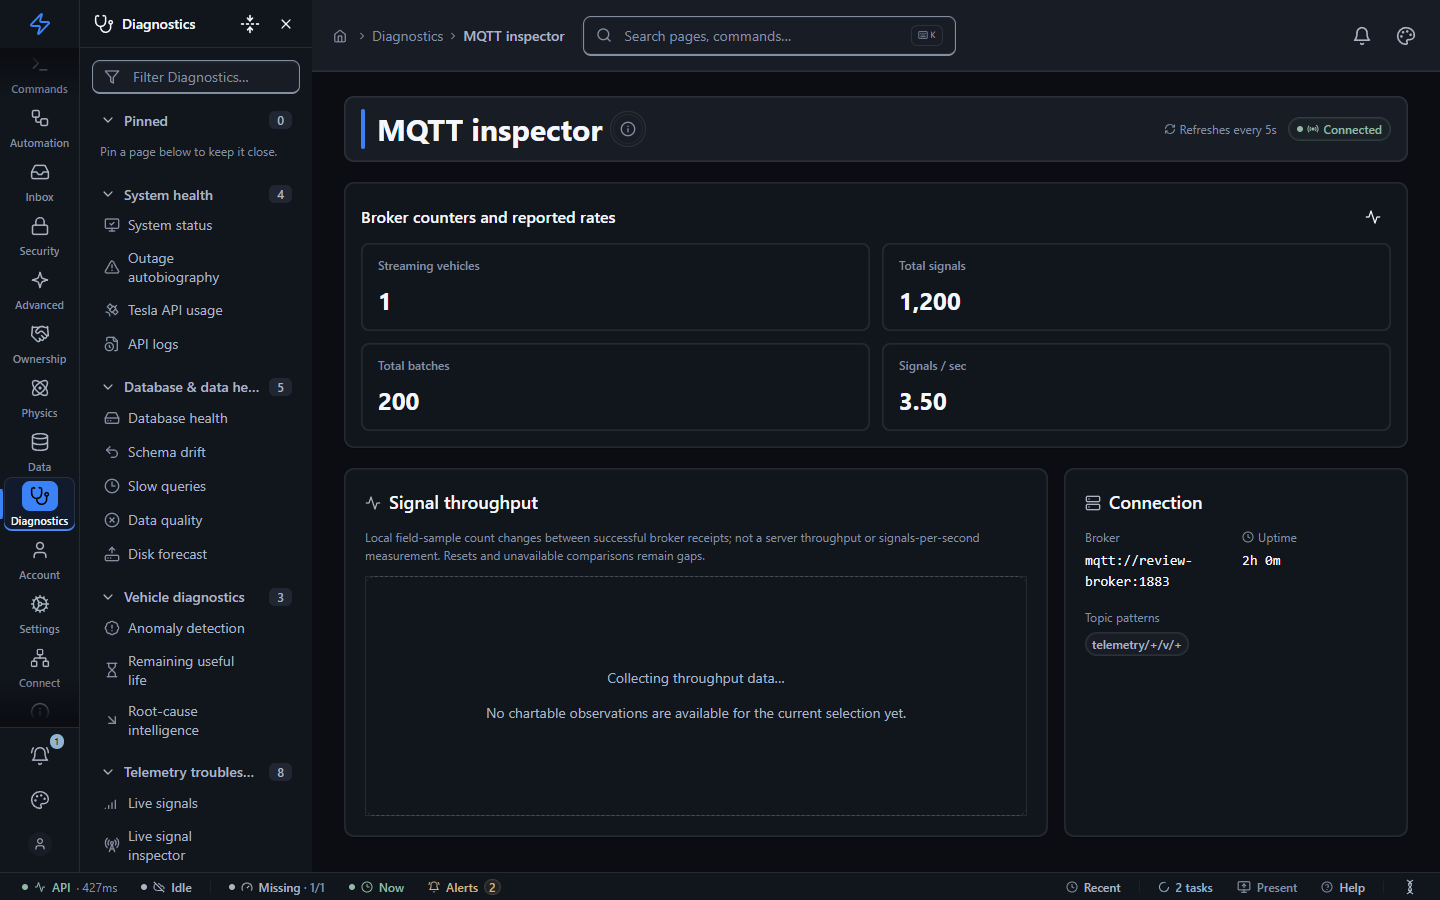 Diagnostics
Diagnostics
MQTT inspector
Search pages, commands...
K
Commands
Automation
Inbox
Security
Advanced
Ownership
Physics
Data
Diagnostics
Account
Settings
Connect
1
Filter Diagnostics...
Pinned
0
Pin a page below to keep it close.
System health
4
System status
Outage
autobiography
Tesla API usage
API logs
Database & data he...
5
Database health
Schema drift
Slow queries
Data quality
Disk forecast
Vehicle diagnostics
3
Anomaly detection
Remaining useful
life
Root-cause
intelligence
Telemetry troubles...
8
Live signals
Live signal
inspector
MQTT inspector
Refreshes every 5s
Connected
Broker counters and reported rates
Streaming vehicles
1
Total signals
1,200
Total batches
200
Signals / sec
3.50
Signal throughput
Local field-sample count changes between successful broker receipts; not a server throughput or signals-per-second
measurement. Resets and unavailable comparisons remain gaps.
Collecting throughput data...
No chartable observations are available for the current selection yet.
Connection
Broker
mqtt://review-
broker:1883
Uptime
2h 0m
Topic patterns
telemetry/+/v/+
API · 427ms
Idle
Missing · 1/1
Now
Alerts 2
Recent
2 tasks
Present
Help